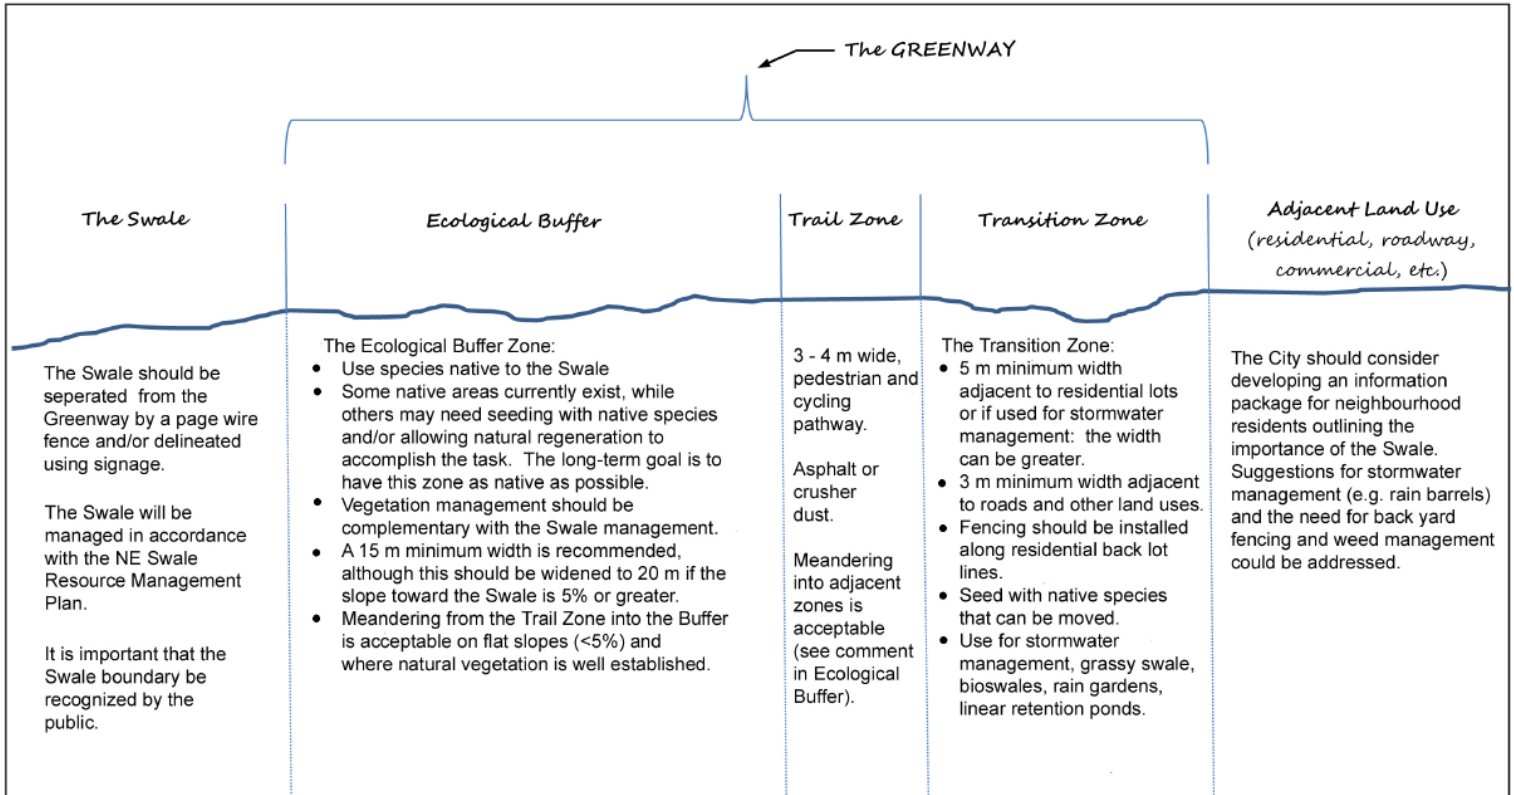 The GREENWAY
The Swale
Ecological Buffer
Trail Zone
Transition Zone
Adjacent Land Use
(residential, roadway,
commercial, etc.)
The Swale should be
seperated from the
Greenway by a page wire
fence and/or delineated
using signage.
The Swale will be
managed in accordance
with the NE Swale
Resource Management
Plan.
It is important that the
Swale boundary be
recognized by the
public.
The Ecological Buffer Zone:
• Use species native to the Swale
• Some native areas currently exist, while
others may need seeding with native species
and/or allowing natural regeneration to
accomplish the task. The long-term goal is to
have this zone as native as possible.
• Vegetation management should be
complementary with the Swale management.
• A 15 m minimum width is recommended,
although this should be widened to 20 m if the
slope toward the Swale is 5% or greater.
• Meandering from the Trail Zone into the Buffer
is acceptable on flat slopes (<5%) and
where natural vegetation is well established.
3 - 4 m wide,
pedestrian and
cycling
pathway.
Asphalt or
crusher
dust.
Meandering
into adjacent
zones is
acceptable
(see comment
in Ecological
Buffer).
The Transition Zone:
• 5 m minimum width
adjacent to residential lots
or if used for stormwater
management: the width
can be greater.
• 3 m minimum width adjacent
to roads and other land uses.
• Fencing should be installed
along residential back lot
lines.
• Seed with native species
that can be moved.
• Use for stormwater
management, grassy swale,
bioswales, rain gardens,
linear retention ponds.
The City should consider
developing an information
package for neighbourhood
residents outlining the
importance of the Swale.
Suggestions for stormwater
management (e.g. rain barrels)
and the need for back yard
fencing and weed management
could be addressed.